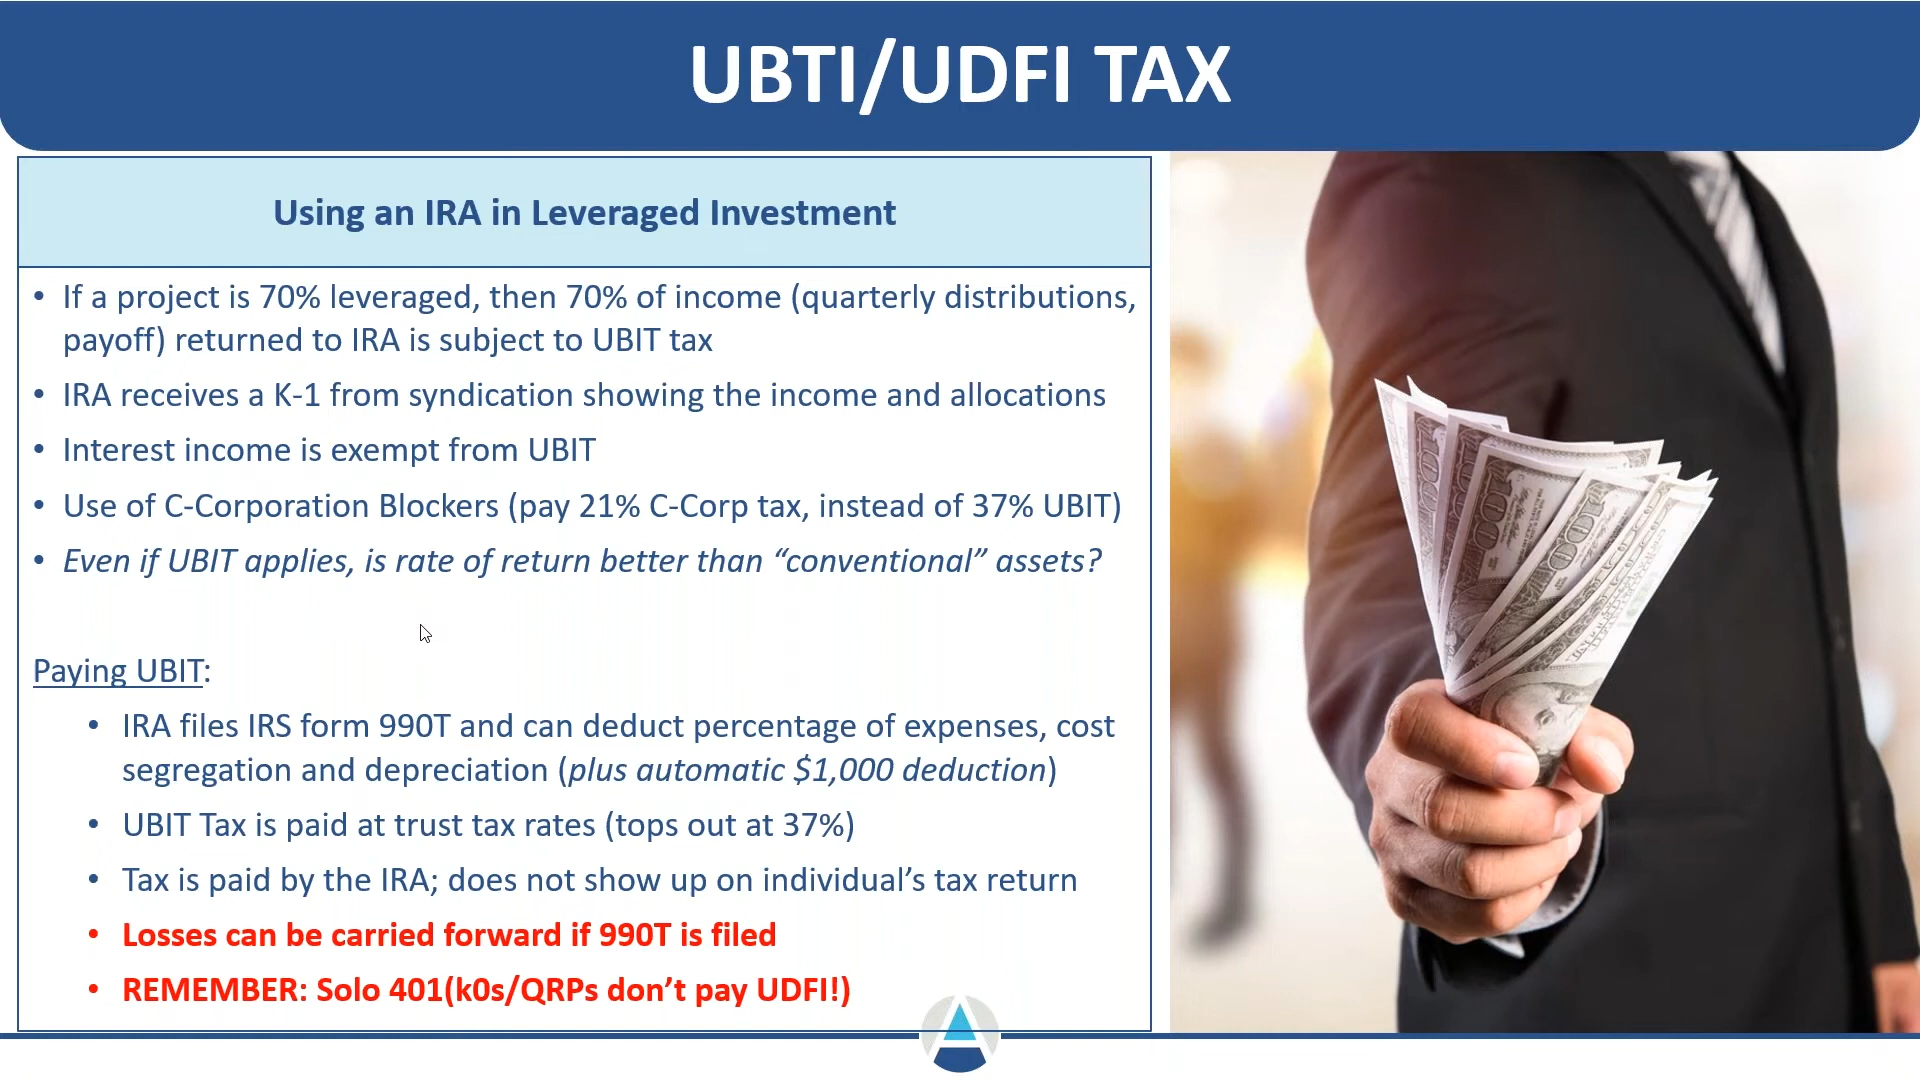 UBTI/UDFI TAX
Using an IRA in Leveraged Investment
• If a project is 70% leveraged, then 70% of income (quarterly distributions,
payoff) returned to IRA is subject to UBIT tax
• IRA receives a K-1 from syndication showing the income and allocations
• Interest income is exempt from UBIT
• Use of C-Corporation Blockers (pay 21% C-Corp tax, instead of 37% UBIT)
• Even if UBIT applies, is rate of return better than “conventional” assets?
Paying UBIT:
• IRA files IRS form 990T and can deduct percentage of expenses, cost
segregation and depreciation (plus automatic $1,000 deduction)
• UBIT Tax is paid at trust tax rates (tops out at 37%)
• Tax is paid by the IRA; does not show up on individual’s tax return
• Losses can be carried forward if 990T is filed
• REMEMBER: Solo 401(k0s/QRPs don’t pay UDFI!)